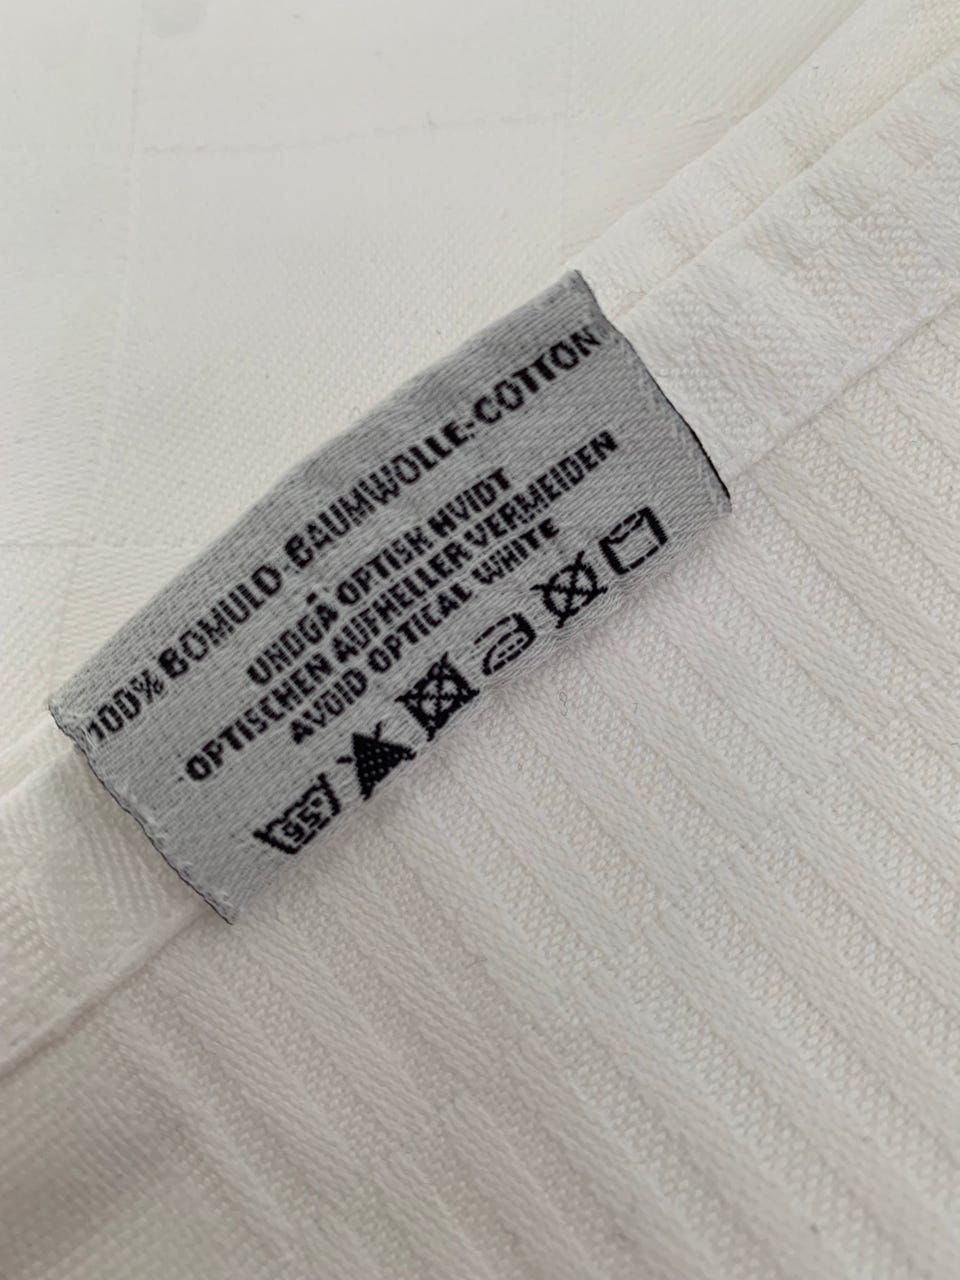 100% BOMULD-BAUMWOLLE-COTTON
UNDGÅ OPTISK HVIDT
OPTISCHEN AUFHELLER VERMEIDEN
AVOID OPTICAL WHITE
95°